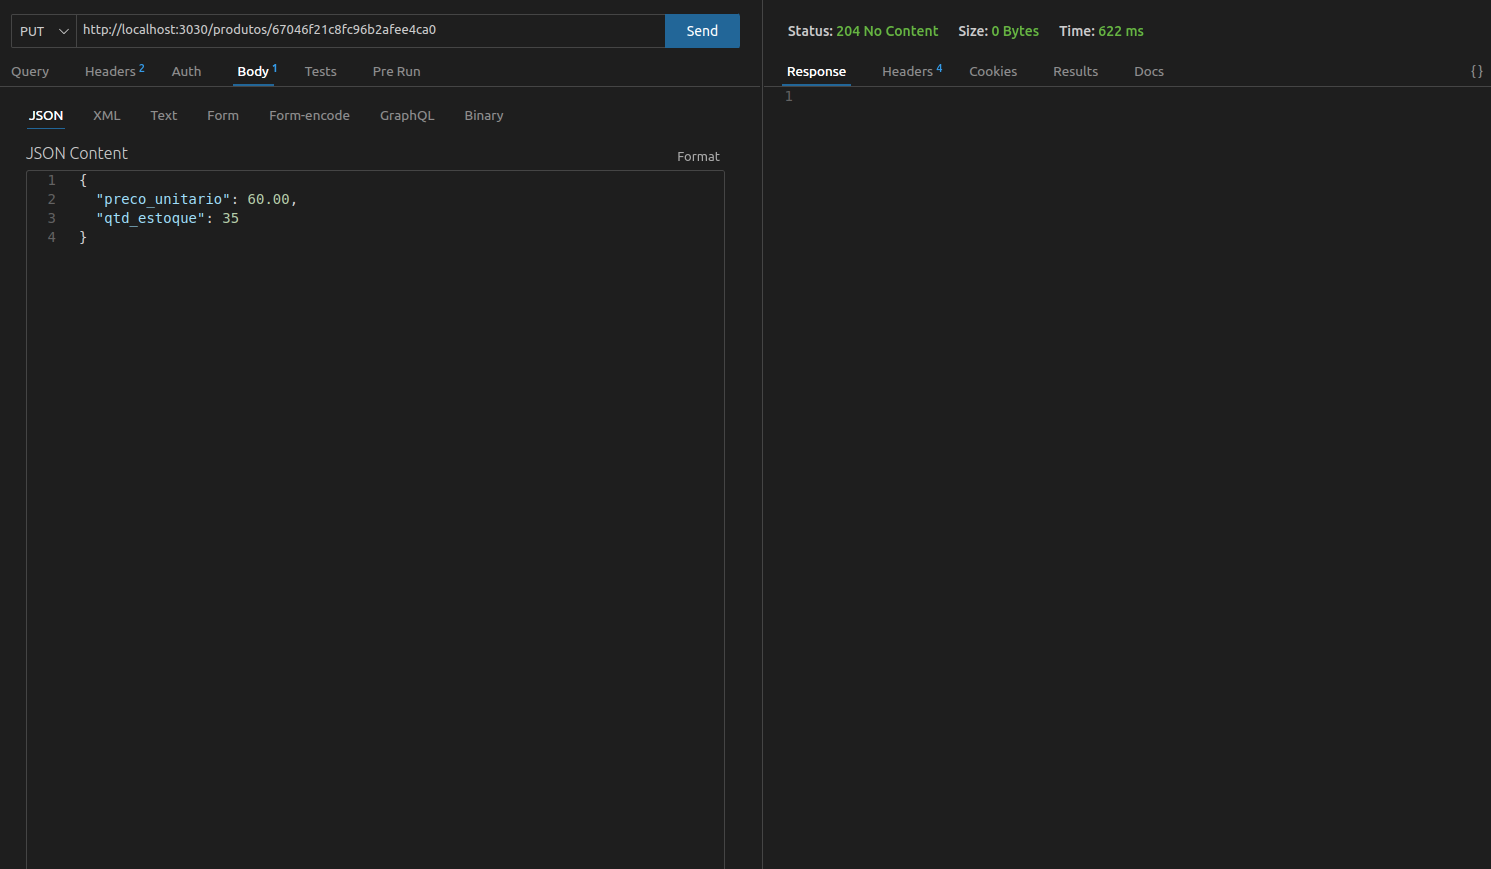 PUT http://localhost:3030/produtos/67046f21c8fc96b2afee4ca0 Send
Query Headers 2 Auth Body 1 Tests Pre Run
JSON XML Text Form Form-encode GraphQL Binary
JSON Content
Format
1 {
2 "preco_unitario": 60.00,
3 "qtd_estoque": 35
4 }
Status: 204 No Content Size: 0 Bytes Time: 622 ms
Response Headers 4 Cookies Results Docs {}
1